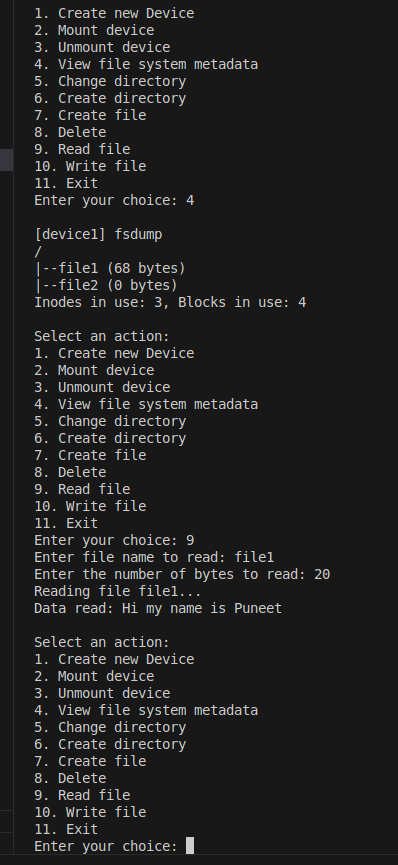 1. Create new Device
2. Mount device
3. Unmount device
4. View file system metadata
5. Change directory
6. Create directory
7. Create file
8. Delete
9. Read file
10. Write file
11. Exit
Enter your choice: 4
[device1] fsdump
/
|--file1 (68 bytes)
|--file2 (0 bytes)
Inodes in use: 3, Blocks in use: 4
Select an action:
1. Create new Device
2. Mount device
3. Unmount device
4. View file system metadata
5. Change directory
6. Create directory
7. Create file
8. Delete
9. Read file
10. Write file
11. Exit
Enter your choice: 9
Enter file name to read: file1
Enter the number of bytes to read: 20
Reading file file1...
Data read: Hi my name is Puneet
Select an action:
1. Create new Device
2. Mount device
3. Unmount device
4. View file system metadata
5. Change directory
6. Create directory
7. Create file
8. Delete
9. Read file
10. Write file
11. Exit
Enter your choice: